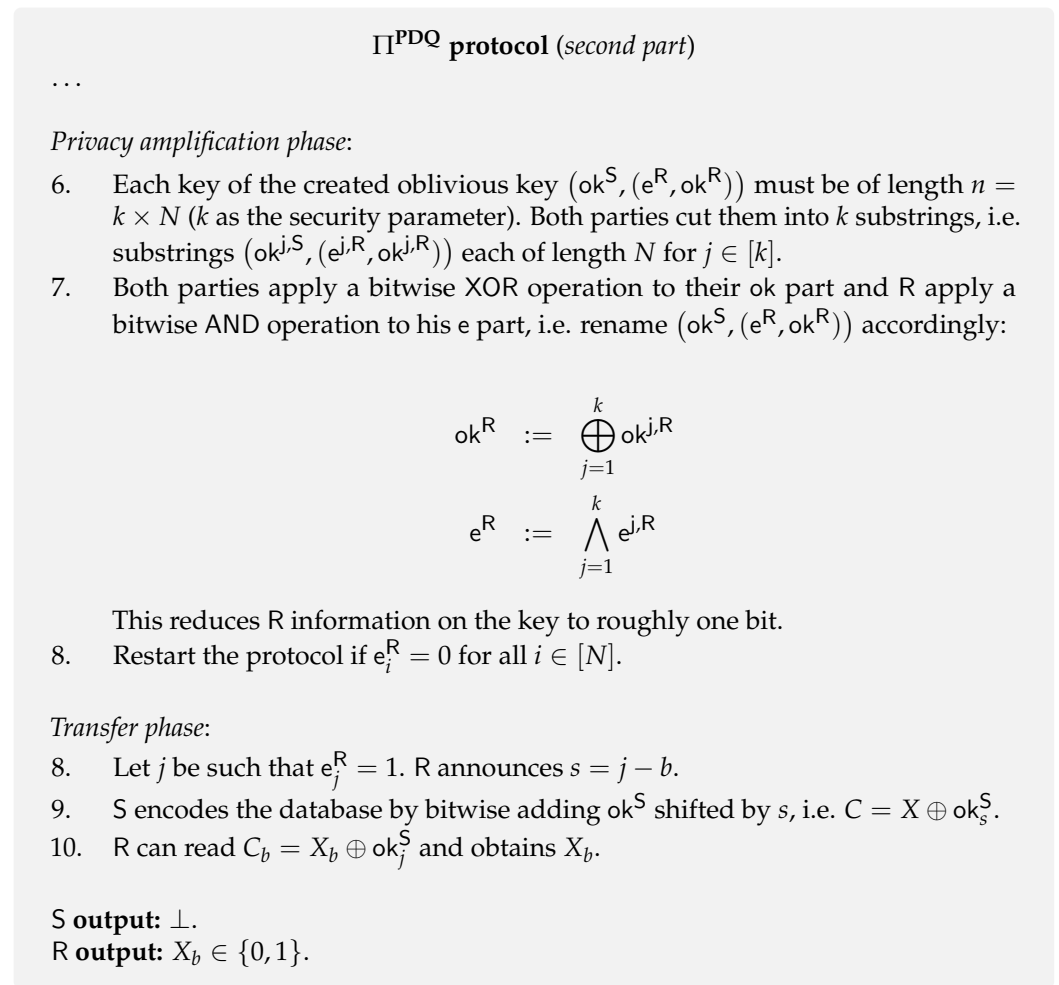 Π^PDQ protocol (second part)
...
Privacy amplification phase:
6. Each key of the created oblivious key (ok^S, (e^R, ok^R)) must be of length n =
k × N (k as the security parameter). Both parties cut them into k substrings, i.e.
substrings (ok^{j,S}, (e^{j,R}, ok^{j,R})) each of length N for j ∈ [k].
7. Both parties apply a bitwise XOR operation to their ok part and R apply a
bitwise AND operation to his e part, i.e. rename (ok^S, (e^R, ok^R)) accordingly:
ok^R := ⊕_{j=1}^{k} ok^{j,R}
e^R := ⋀_{j=1}^{k} e^{j,R}
This reduces R information on the key to roughly one bit.
8. Restart the protocol if e_i^R = 0 for all i ∈ [N].
Transfer phase:
8. Let j be such that e_j^R = 1. R announces s = j − b.
9. S encodes the database by bitwise adding ok^S shifted by s, i.e. C = X ⊕ ok_s^S.
10. R can read C_b = X_b ⊕ ok_j^S and obtains X_b.
S output: ⊥.
R output: X_b ∈ {0, 1}.